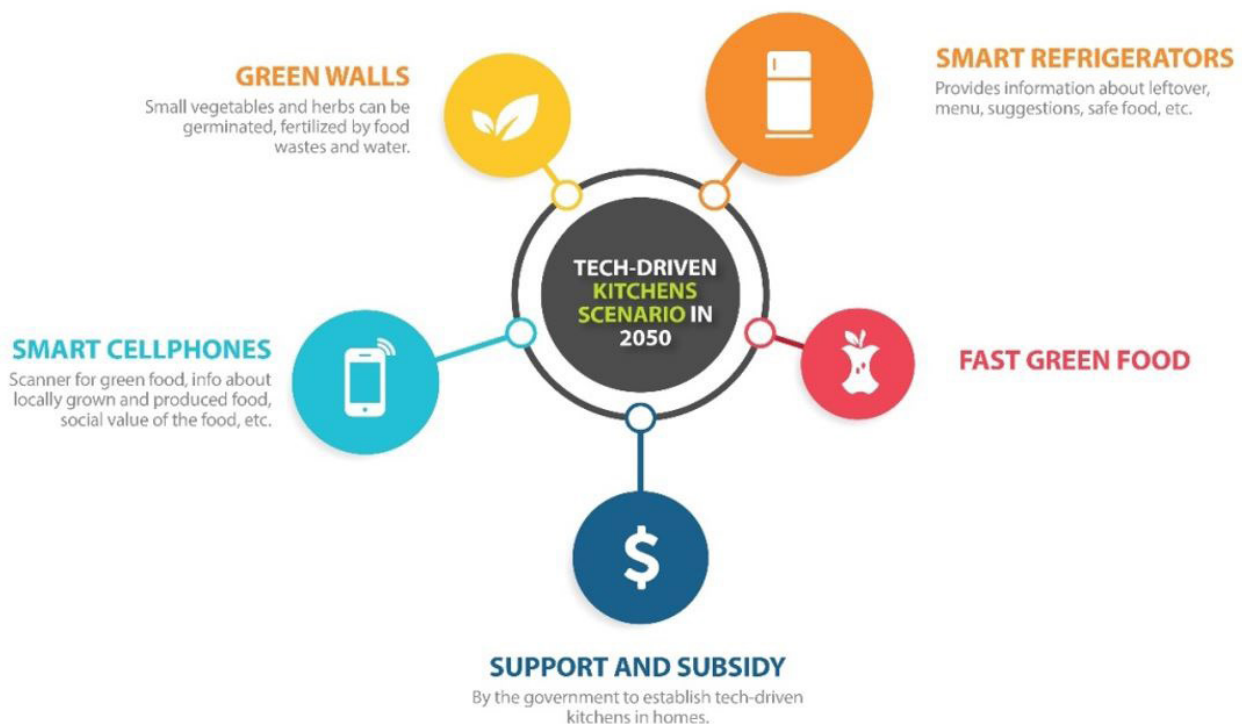 GREEN WALLS
Small vegetables and herbs can be
germinated, fertilized by food
wastes and water.
SMART REFRIGERATORS
Provides information about leftover,
menu, suggestions, safe food, etc.
TECH-DRIVEN
KITCHENS
SCENARIO IN
2050
SMART CELLPHONES
Scanner for green food, info about
locally grown and produced food,
social value of the food, etc.
FAST GREEN FOOD
$
SUPPORT AND SUBSIDY
By the government to establish tech-driven
kitchens in homes.